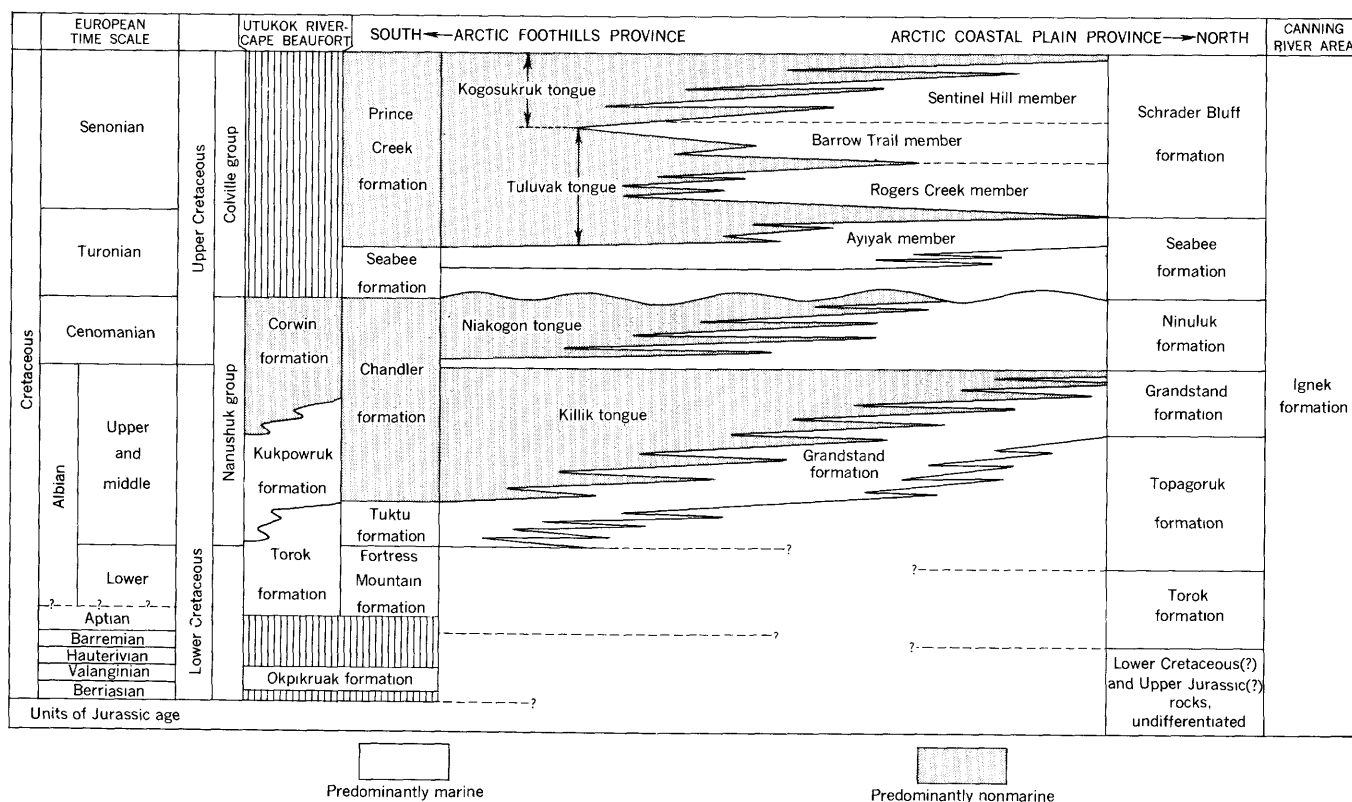 EUROPEAN
TIME SCALE
UTUKOK RIVER-
CAPE BEAUFORT
SOUTH←ARCTIC FOOTHILLS PROVINCE
ARCTIC COASTAL PLAIN PROVINCE→NORTH
CANNING
RIVER AREA
Cretaceous
Senonian
Turonian
Cenomanian
Albian
Upper
and
middle
Lower
? ? ? ?
Aptian
Barremian
Hauterivian
Valanginian
Berriasian
Units of Jurassic age
Upper Cretaceous
Lower Cretaceous
Colville group
Nanushuk group
Corwin
formation
Kukpowruk
formation
Torok
formation
Prince
Creek
formation
Seabee
formation
Chandler
formation
Tuktu
formation
Fortress
Mountain
formation
Okpikruak formation
Kogosukruk tongue
Sentinel Hill member
Barrow Trail member
Tuluvak tongue
Rogers Creek member
Ayiyak member
Niakogon tongue
Killik tongue
Grandstand
formation
?
?
?
?
?
Schrader Bluff
formation
Seabee
formation
Ninuluk
formation
Grandstand
formation
Topagoruk
formation
Torok
formation
Lower Cretaceous(?)
and Upper Jurassic(?)
rocks,
undifferentiated
Ignek
formation
Predominantly marine
Predominantly nonmarine